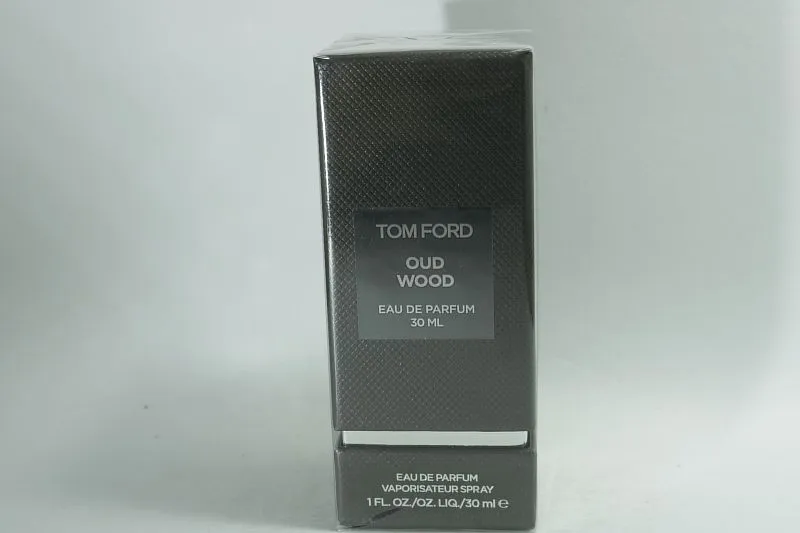 TOM FORD
OUD
WOOD
EAU DE PARFUM
30 ML
EAU DE PARFUM
VAPORISATEUR SPRAY
1 FL. OZ./OZ. LIQ./30 ml ℮